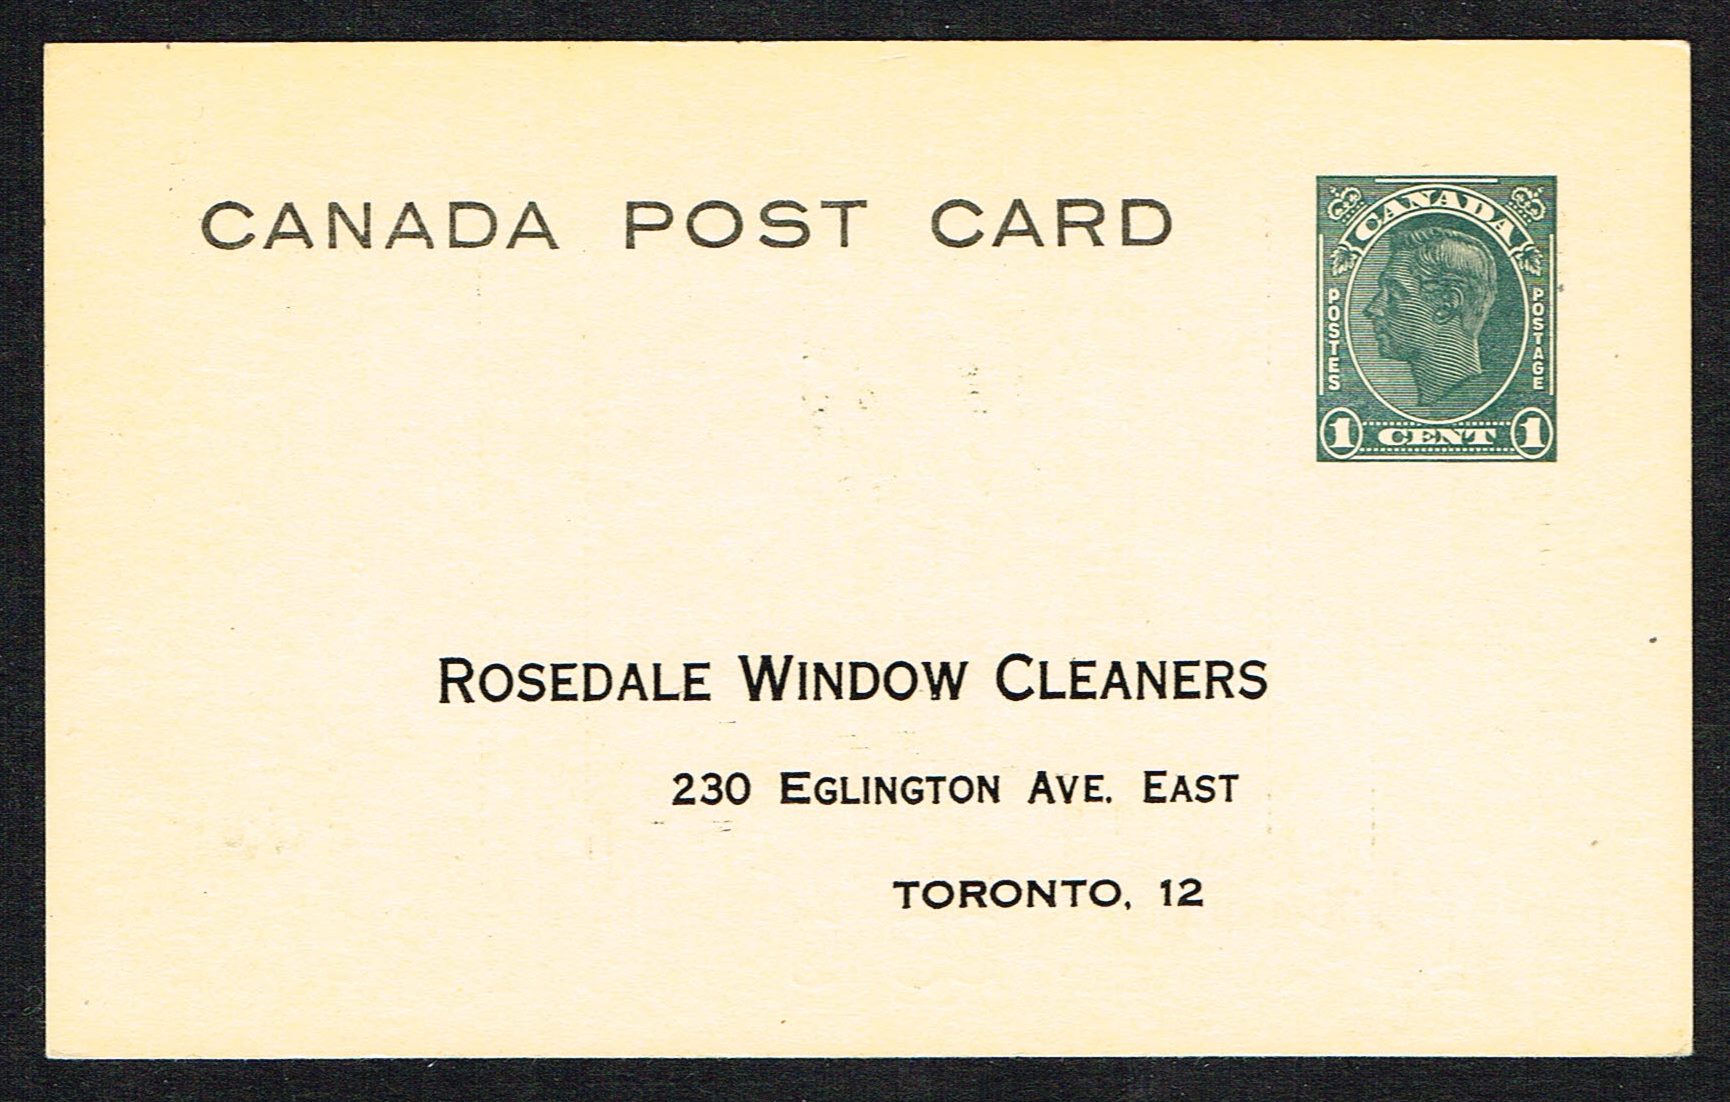 CANADA POST CARD
CANADA
POSTES
POSTAGE
1 CENT 1
ROSEDALE WINDOW CLEANERS
230 EGLINGTON AVE. EAST
TORONTO, 12